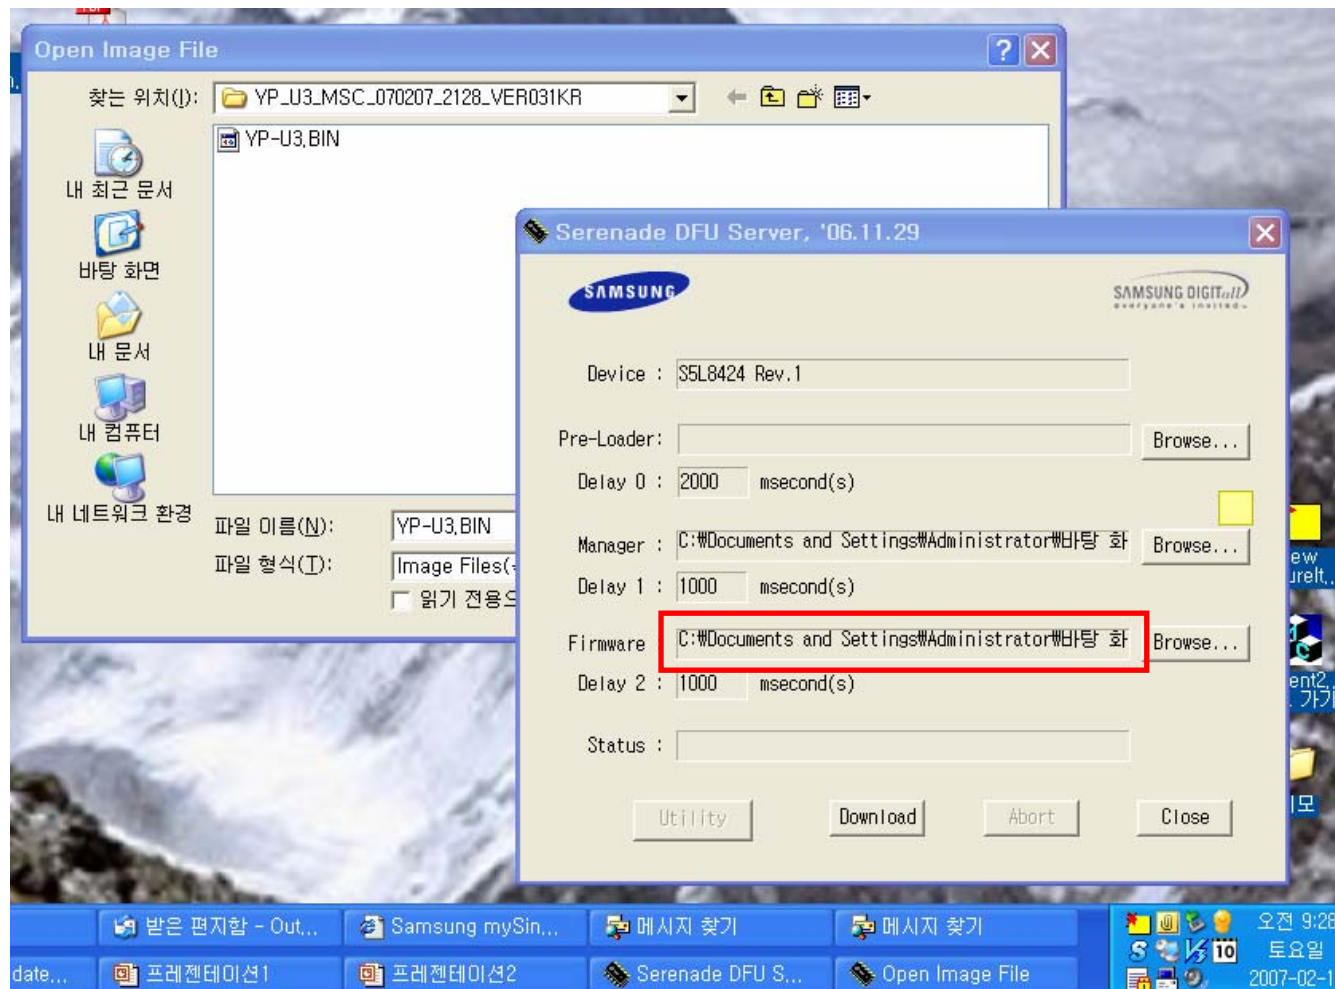 Open Image File
찾는 위치(I):
YP_U3_MSC_070207_2128_VER031KR
YP-U3.BIN
내 최근 문서
바탕 화면
내 문서
내 컴퓨터
내 네트워크 환경
파일 이름(N):
YP-U3.BIN
파일 형식(T):
Image Files(
읽기 전용으
Serenade DFU Server, '06.11.29
SAMSUNG
SAMSUNG DIGITall
everyone's invited
Device : S5L8424 Rev.1
Pre-Loader: Browse...
Delay 0 : 2000 msecond(s)
Manager : C:₩Documents and Settings₩Administrator₩바탕 화 Browse...
Delay 1 : 1000 msecond(s)
Firmware C:₩Documents and Settings₩Administrator₩바탕 화 Browse...
Delay 2 : 1000 msecond(s)
Status :
Utility Download Abort Close
받은 편지함 - Out... Samsung mySin... 메시지 찾기 메시지 찾기 오전 9:28
10 토요일
date... 프레젠테이션1 프레젠테이션2 Serenade DFU S... Open Image File 2007-02-1